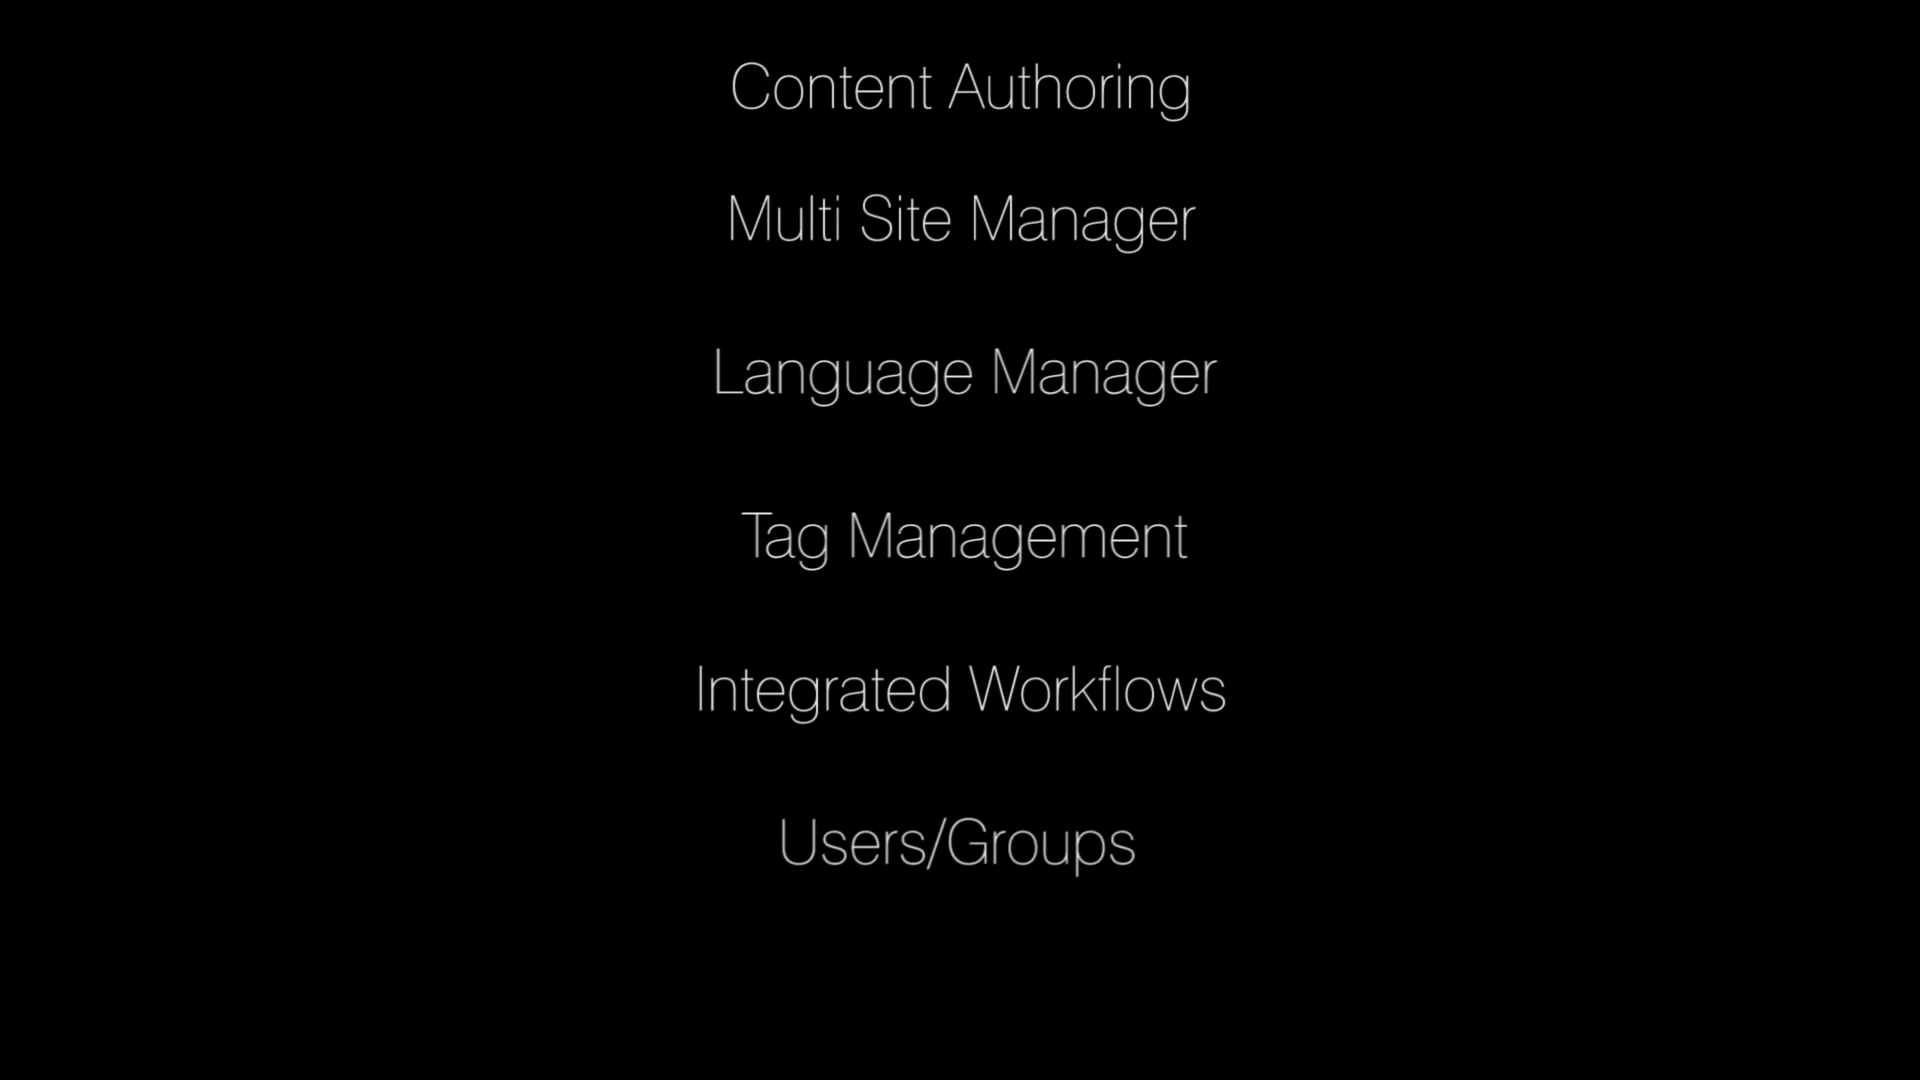 Content Authoring
Multi Site Manager
Language Manager
Tag Management
Integrated Workflows
Users/Groups